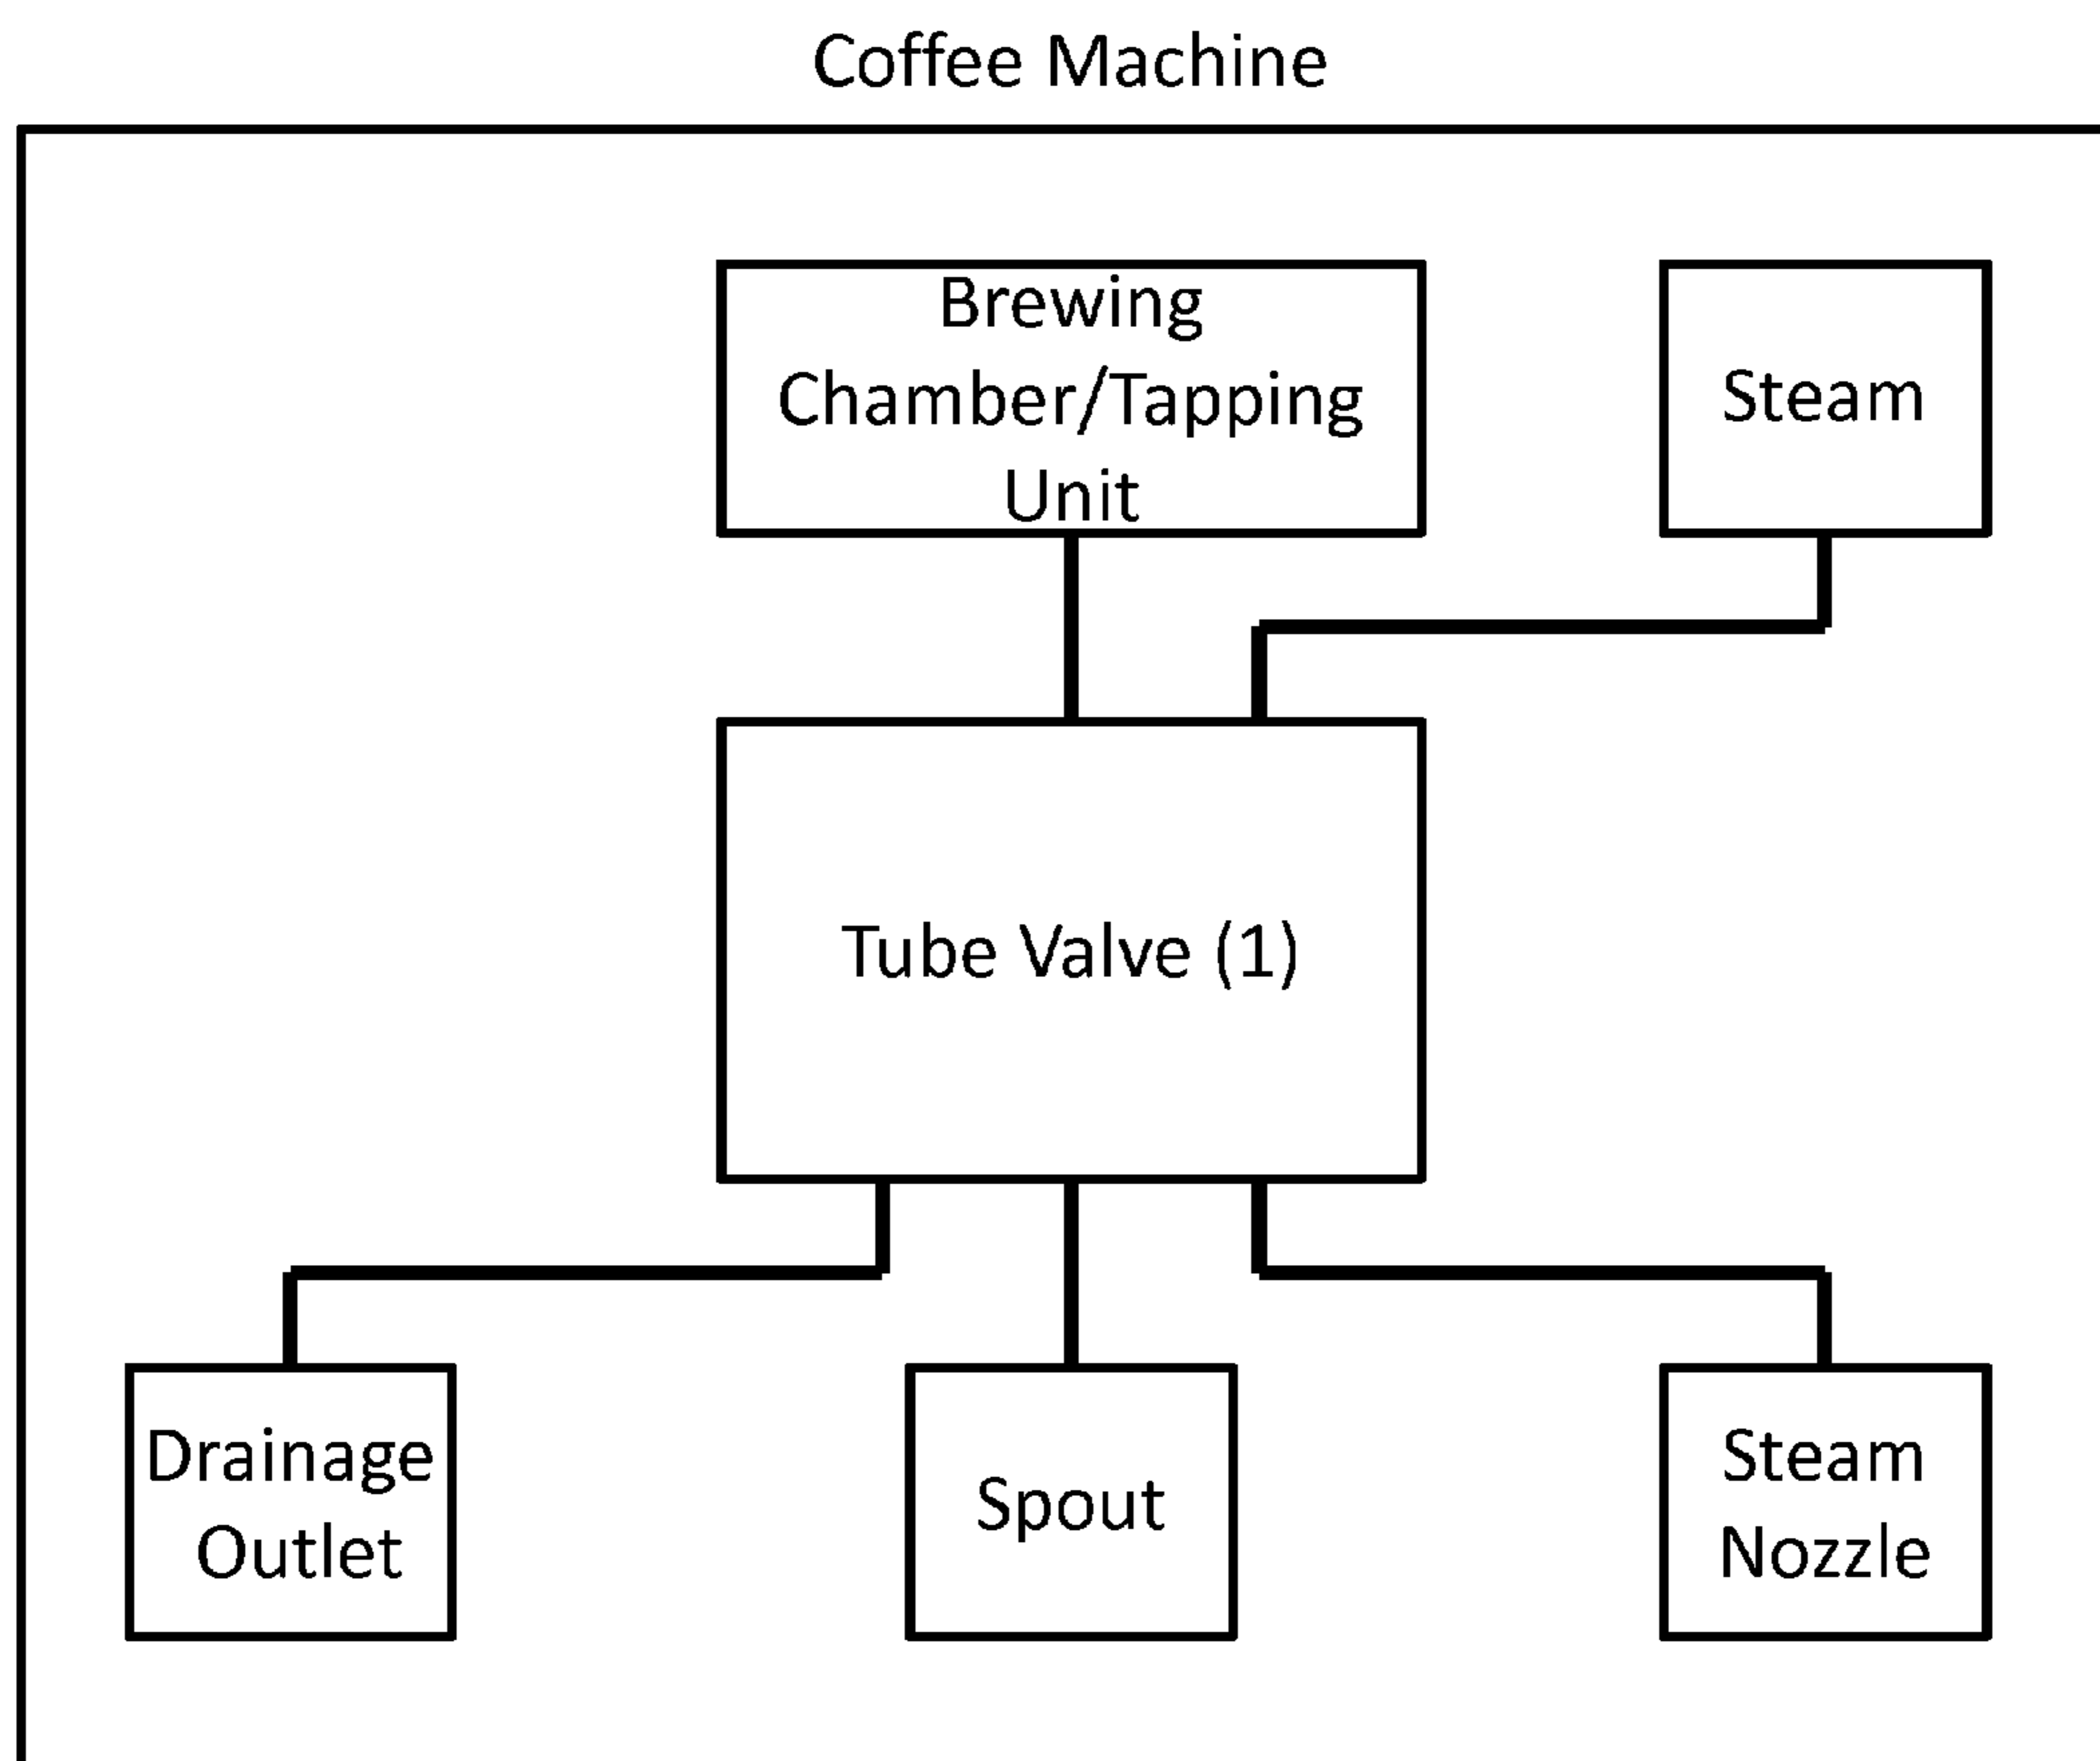 Coffee Machine
Brewing
Chamber/Tapping
Unit
Steam
Tube Valve (1)
Drainage
Outlet
Spout
Steam
Nozzle